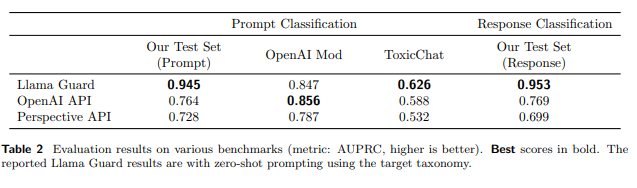 Prompt Classification Response Classification
Our Test Set (Prompt) OpenAI Mod ToxicChat Our Test Set (Response)
Llama Guard 0.945 0.847 0.626 0.953
OpenAI API 0.764 0.856 0.588 0.769
Perspective API 0.728 0.787 0.532 0.699
Table 2 Evaluation results on various benchmarks (metric: AUPRC, higher is better). Best scores in bold. The
reported Llama Guard results are with zero-shot prompting using the target taxonomy.